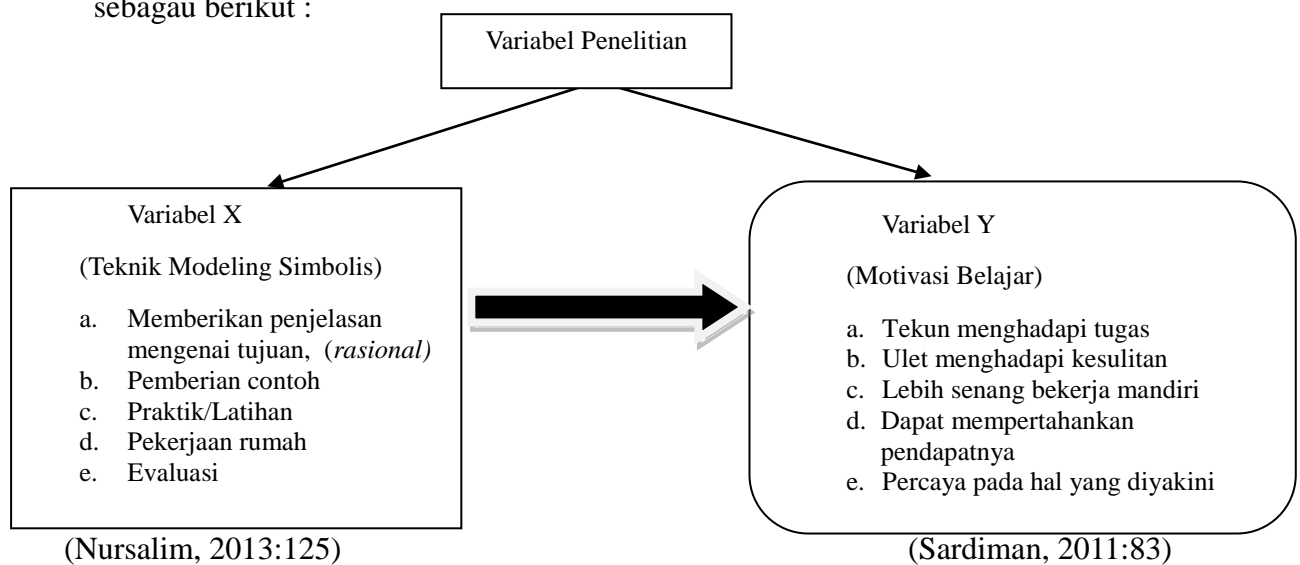 sebagau berikut :
Variabel Penelitian
Variabel X
(Teknik Modeling Simbolis)
a. Memberikan penjelasan
mengenai tujuan, (rasional)
b. Pemberian contoh
c. Praktik/Latihan
d. Pekerjaan rumah
e. Evaluasi
(Nursalim, 2013:125)
Variabel Y
(Motivasi Belajar)
a. Tekun menghadapi tugas
b. Ulet menghadapi kesulitan
c. Lebih senang bekerja mandiri
d. Dapat mempertahankan
pendapatnya
e. Percaya pada hal yang diyakini
(Sardiman, 2011:83)